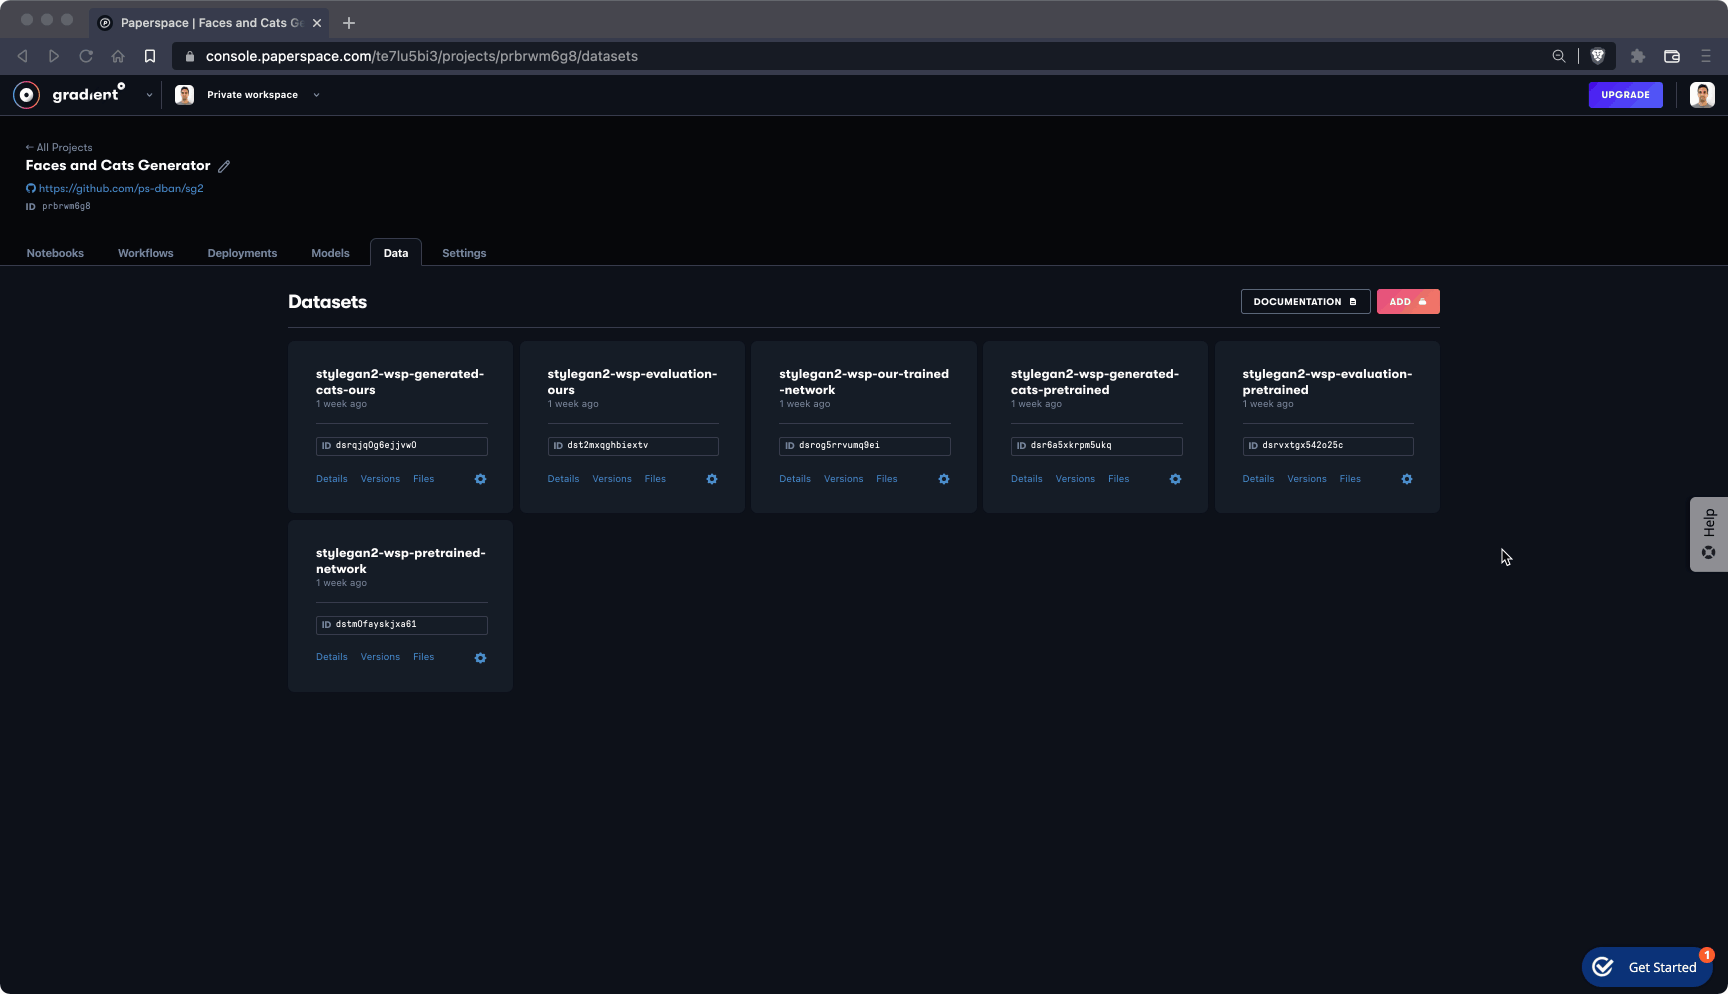 Paperspace | Faces and Cats G
console.paperspace.com/te7lu5bi3/projects/prbrwm6g8/datasets
gradient
Private workspace
UPGRADE
← All Projects
Faces and Cats Generator
https://github.com/ps-dban/sg2
ID prbrwm6g8
Notebooks Workflows Deployments Models Data Settings
Datasets
DOCUMENTATION
ADD
stylegan2-wsp-generated-
cats-ours
1 week ago
ID dsrqjq0g6ejjvw0
Details Versions Files
stylegan2-wsp-evaluation-
ours
1 week ago
ID dst2mxqghbiextv
Details Versions Files
stylegan2-wsp-our-trained
-network
1 week ago
ID dsrog5rrvumq9ei
Details Versions Files
stylegan2-wsp-generated-
cats-pretrained
1 week ago
ID dsr6a5xkrpm5ukq
Details Versions Files
stylegan2-wsp-evaluation-
pretrained
1 week ago
ID dsrvxtgx542o25c
Details Versions Files
stylegan2-wsp-pretrained-
network
1 week ago
ID dstm0fayskjxa61
Details Versions Files
Help
Get Started
1